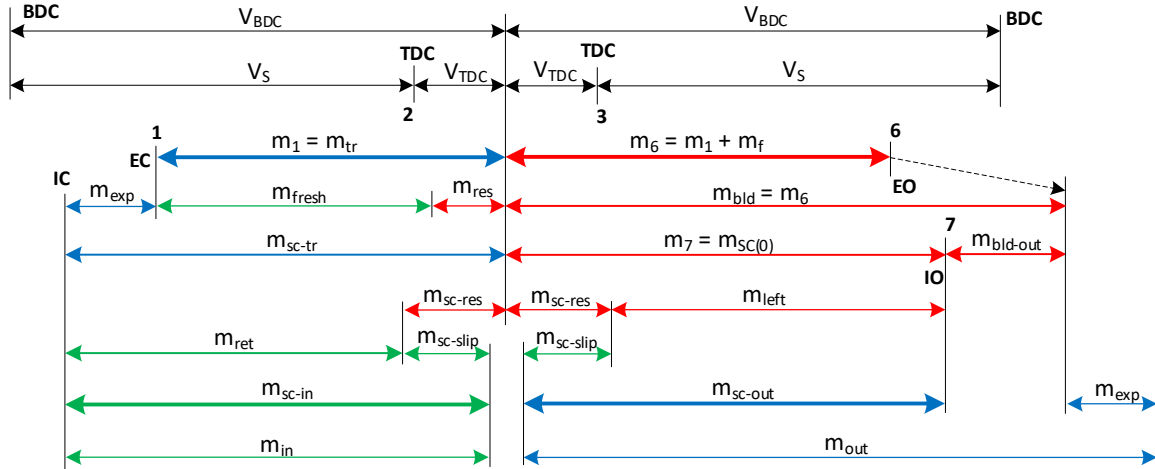 BDC V_BDC V_BDC BDC
TDC TDC
V_S V_TDC V_TDC V_S
2 3
1 m_1 = m_tr m_6 = m_1 + m_f 6
EC EO
IC m_exp m_fresh m_res m_bld = m_6
7
m_sc-tr m_7 = m_SC(0) m_bld-out
IO
m_sc-res m_sc-res m_left
m_ret m_sc-slip m_sc-slip
m_sc-in m_sc-out m_exp
m_in m_out